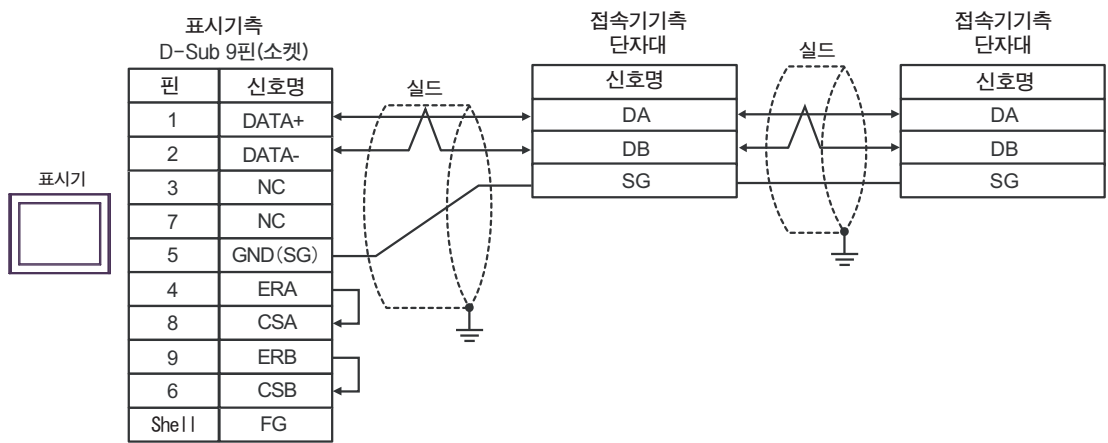 표시기측
D-Sub 9핀(소켓)
핀 신호명
1 DATA+
2 DATA-
3 NC
7 NC
5 GND(SG)
4 ERA
8 CSA
9 ERB
6 CSB
Shell FG
표시기
실드
접속기기측
단자대
신호명
DA
DB
SG
실드
접속기기측
단자대
신호명
DA
DB
SG